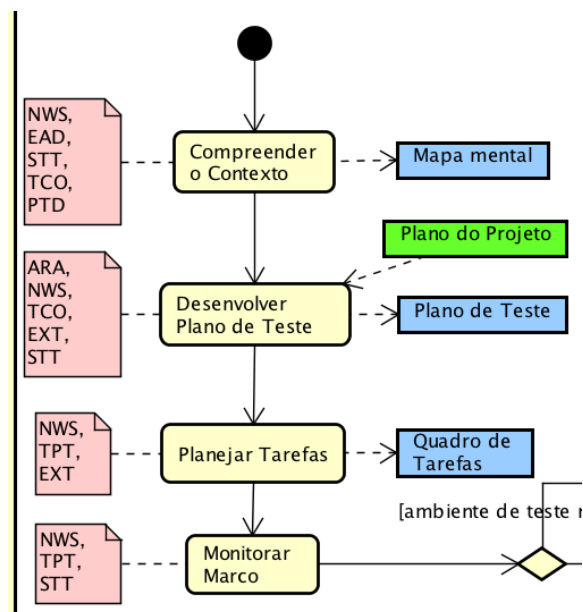 NWS,
EAD,
STT,
TCO,
PTD
Compreender
o Contexto
Mapa mental
Plano do Projeto
ARA,
NWS,
TCO,
EXT,
STT
Desenvolver
Plano de Teste
Plano de Teste
NWS,
TPT,
EXT
Planejar Tarefas
Quadro de
Tarefas
[ambiente de teste
NWS,
TPT,
STT
Monitorar
Marco